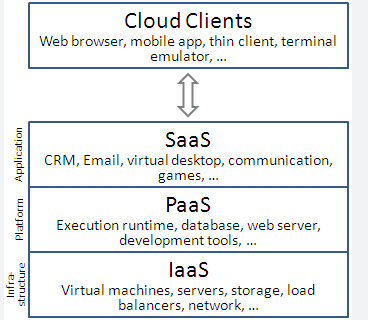 Cloud Clients
Web browser, mobile app, thin client, terminal
emulator, ...
Application
SaaS
CRM, Email, virtual desktop, communication,
games, ...
Platform
PaaS
Execution runtime, database, web server,
development tools, ...
Infra-
structure
IaaS
Virtual machines, servers, storage, load
balancers, network, ...